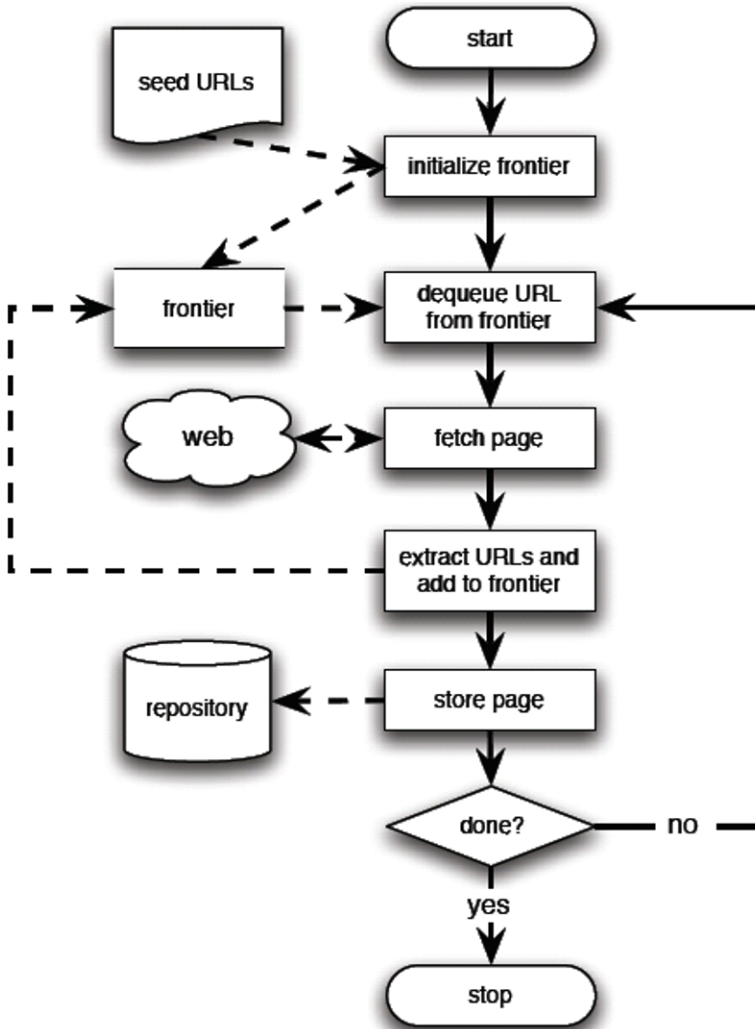 start
seed URLs
initialize frontier
frontier
dequeue URL
from frontier
web
fetch page
extract URLs and
add to frontier
repository
store page
done?
no
yes
stop